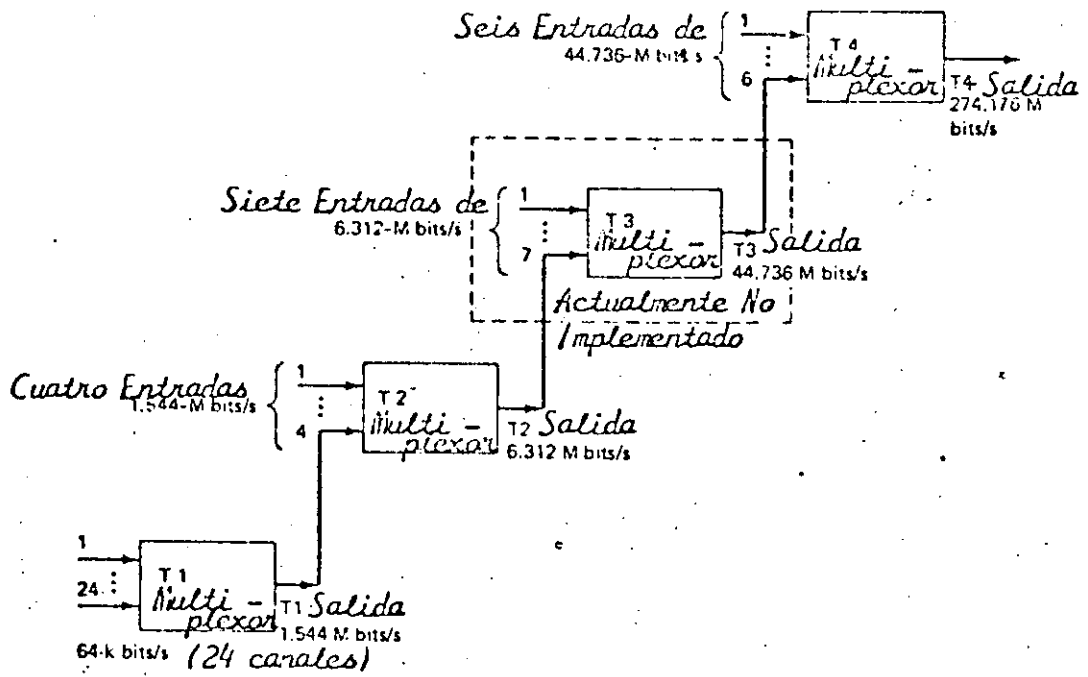 Seis Entradas de
44.736-M bits/s
1
6
T4
Multi-
plexor
T4 Salida
274.176 M
bits/s
Siete Entradas de
6.312-M bits/s
1
7
T3
Multi-
plexor
T3 Salida
44.736 M bits/s
Actualmente No
Implementado
Cuatro Entradas
1.544-M bits/s
1
4
T2
Multi-
plexor
T2 Salida
6.312 M bits/s
1
24
T1
Multi-
plexor
T1 Salida
1.544 M bits/s
64-k bits/s
(24 canales)